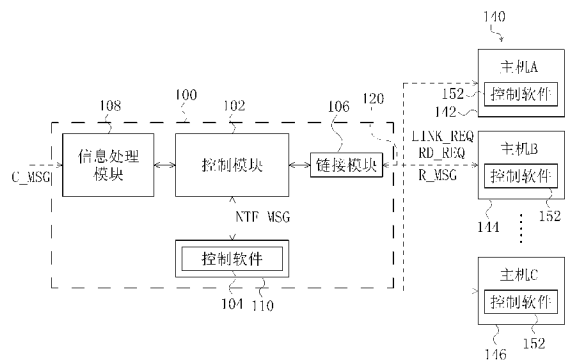 140
主机A
152
控制软件
142
100
108
102
106
120
信息处理
模块
控制模块
链接模块
C_MSG
LINK_REQ
RD_REQ
R_MSG
主机B
控制软件
144
152
NTF_MSG
控制软件
104
110
主机C
控制软件
146
152